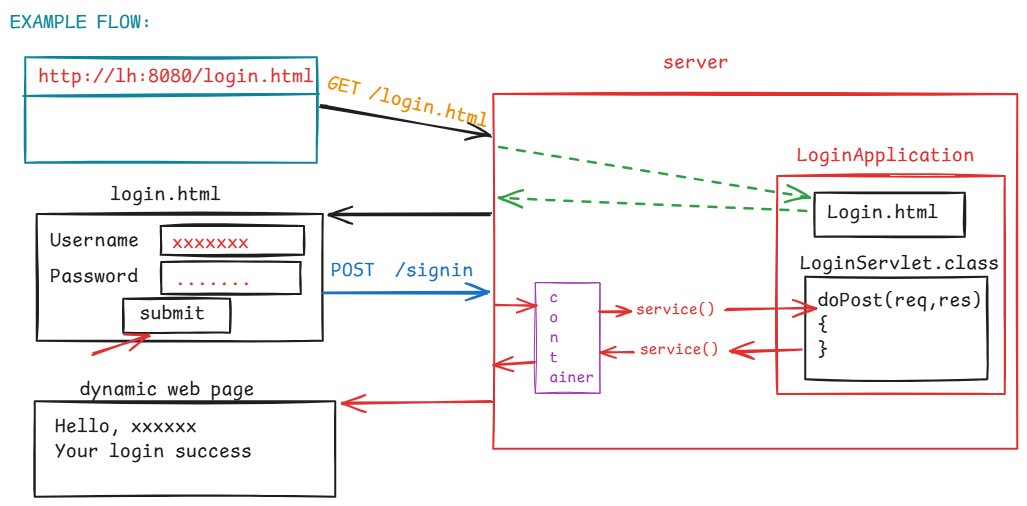 EXAMPLE FLOW:
server
http://lh:8080/login.html
GET /login.html
LoginApplication
login.html
Login.html
Username xxxxxxx
Password .......
submit
POST /signin
LoginServlet.class
doPost(req,res)
{
}
c
o
n
t
ainer
service()
service()
dynamic web page
Hello, xxxxxx
Your login success